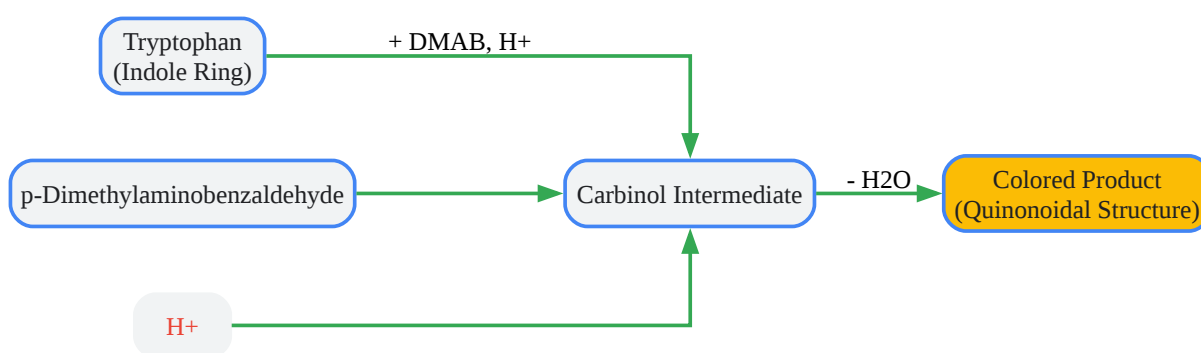 Tryptophan
(Indole Ring)
+ DMAB, H+
p-Dimethylaminobenzaldehyde
Carbinol Intermediate
- H2O
Colored Product
(Quinonoidal Structure)
H+